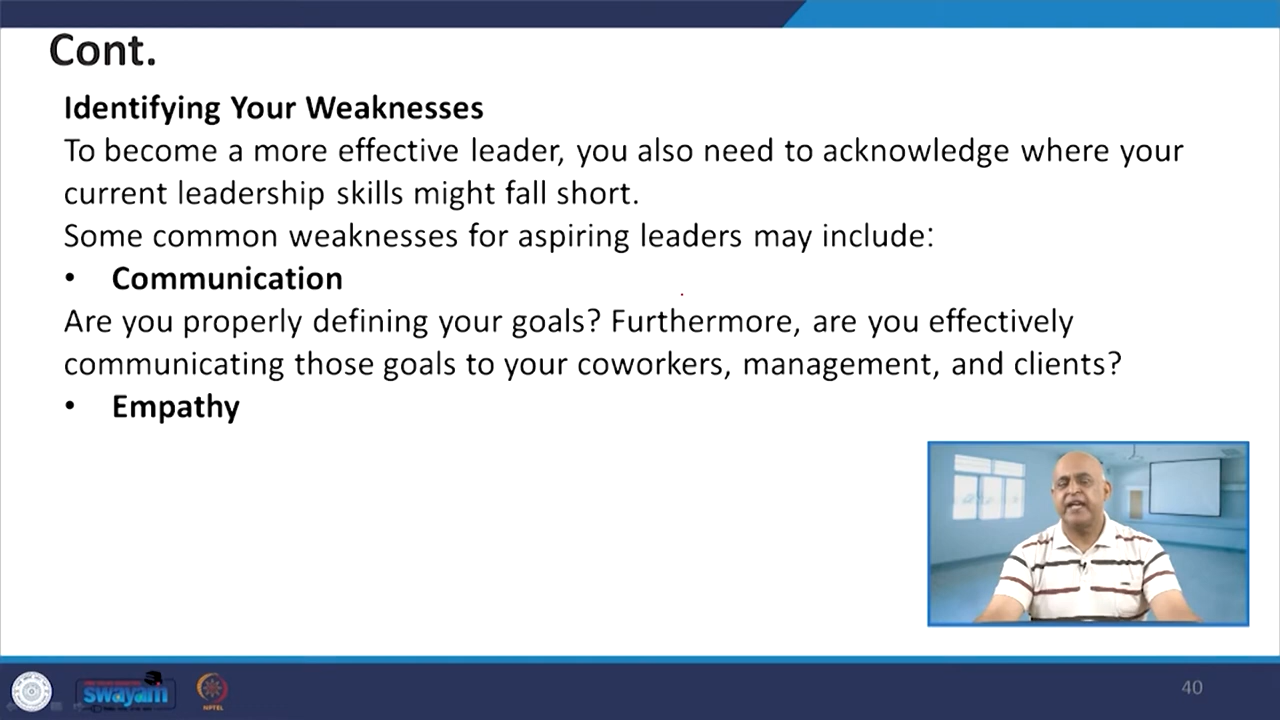 Cont.
Identifying Your Weaknesses
To become a more effective leader, you also need to acknowledge where your
current leadership skills might fall short.
Some common weaknesses for aspiring leaders may include:
• Communication
Are you properly defining your goals? Furthermore, are you effectively
communicating those goals to your coworkers, management, and clients?
• Empathy
swayam
NPTEL
40